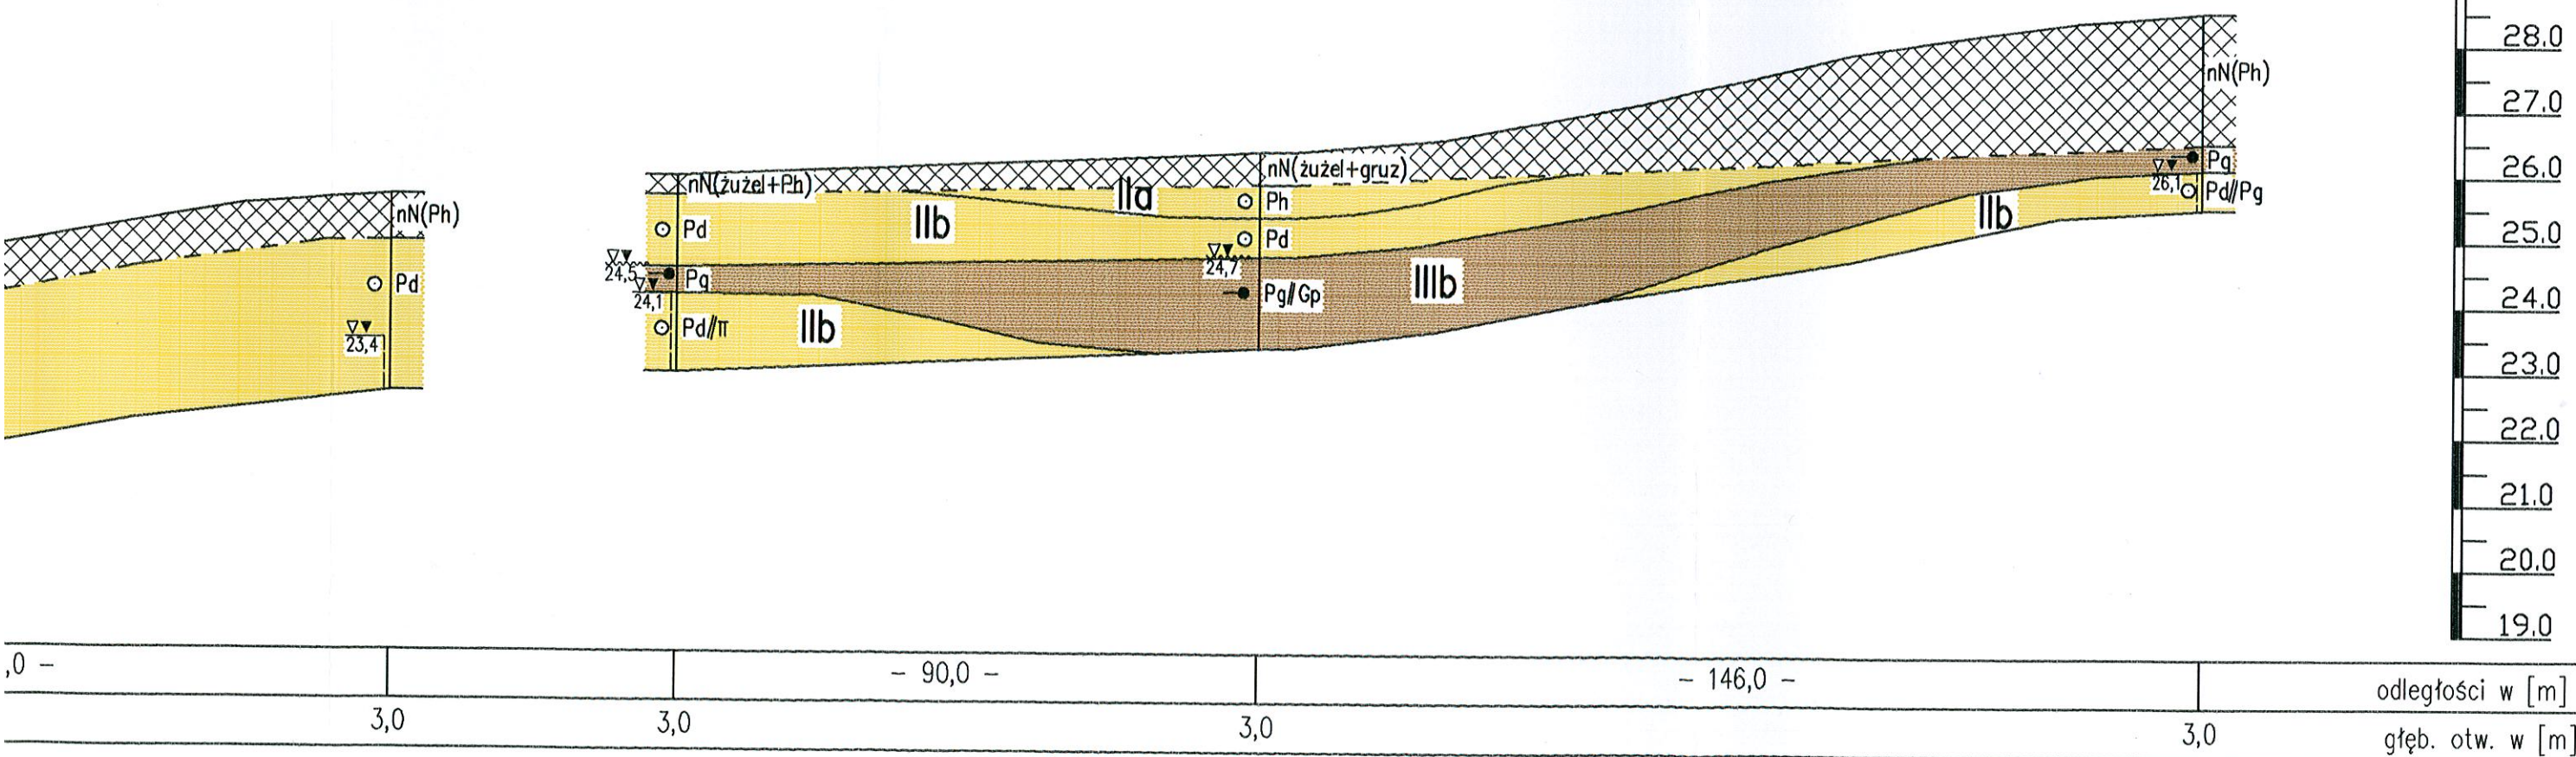 28.0
27.0
26.0
25.0
24.0
23.0
22.0
21.0
20.0
19.0
nN(Ph)
Pd
23,4
nN(żużel+Ph)
Pd
24,5
Pg
24,1
Pd//π
IIb
IIb
IIa
nN(żużel+gruz)
Ph
Pd
24,7
Pg//Gp
IIIb
IIb
nN(Ph)
Pg
26,1
Pd//Pg
,0 -
- 90,0 -
- 146,0 -
odległości w [m]
3,0
3,0
3,0
3,0
głęb. otw. w [m]